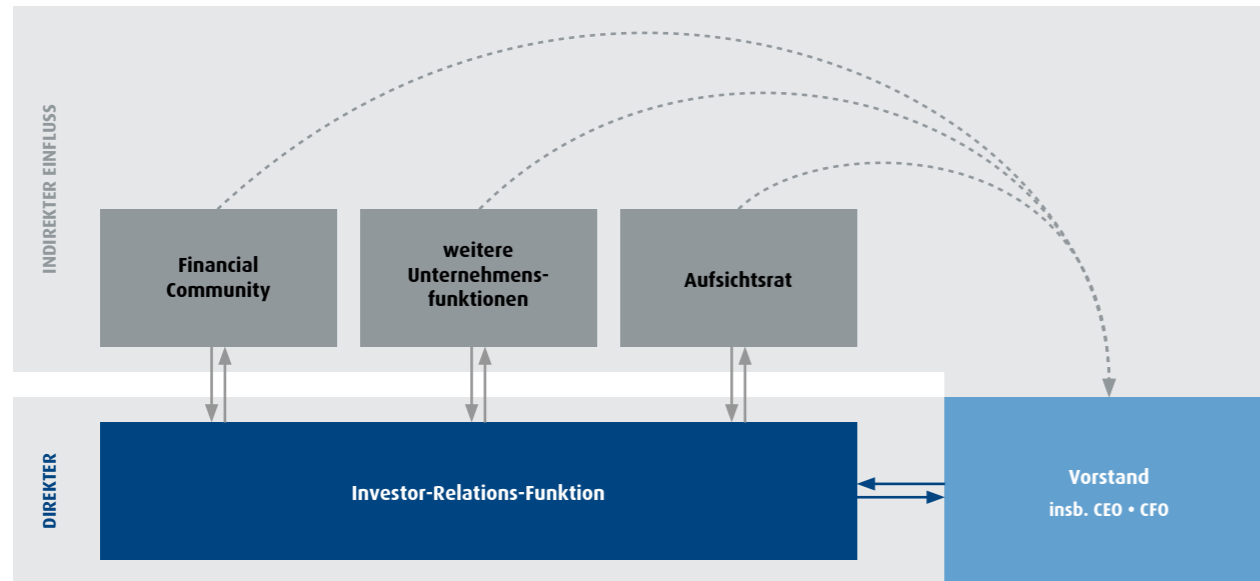 INDIREKTER EINFLUSS
Financial
Community
weitere
Unternehmens-
funktionen
Aufsichtsrat
DIREKTER
Investor-Relations-Funktion
Vorstand
insb. CEO • CFO